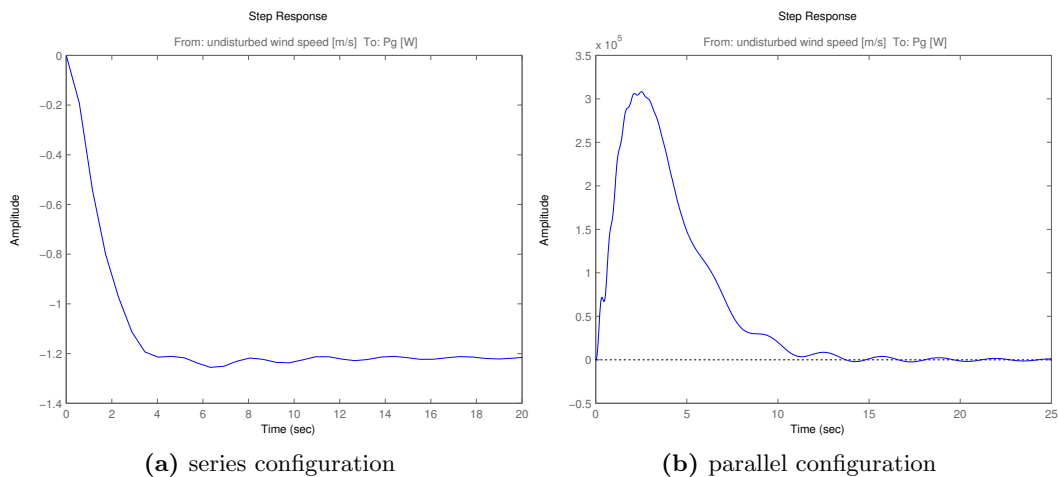 Step Response
From: undisturbed wind speed [m/s] To: Pg [W]
0
−0.2
−0.4
−0.6
−0.8
−1
−1.2
−1.4
Amplitude
0 2 4 6 8 10 12 14 16 18 20
Time (sec)
(a) series configuration
Step Response
From: undisturbed wind speed [m/s] To: Pg [W]
x 10^5
3.5
3
2.5
2
1.5
1
0.5
0
−0.5
Amplitude
0 5 10 15 20 25
Time (sec)
(b) parallel configuration